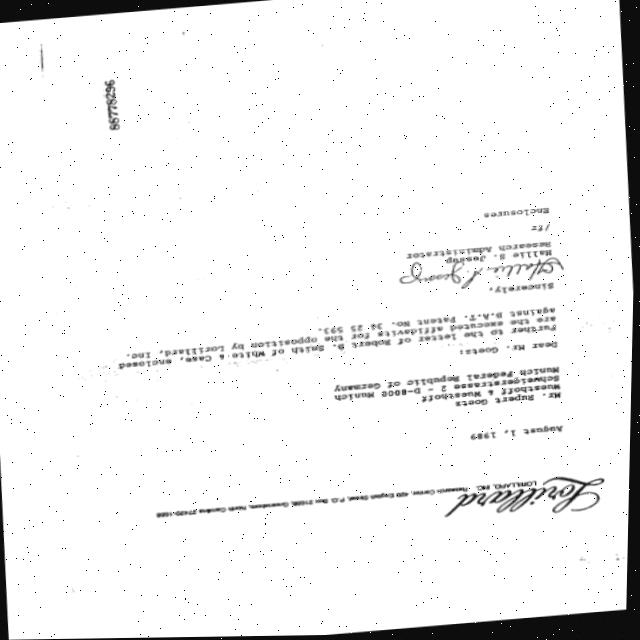 Lorillard
LORILLARD, INC. Research Center, 420 English Street, P.O. Box 21688, Greensboro, North Carolina 27420-1688
August 1, 1989
Mr. Rupert Goetz
Wuesthoff & Wuesthoff
Schweigerstrasse 2 - D-8000 Munich
Munich Federal Republic of Germany
Dear Mr. Goetz:
Further to the letter of Robert B. Smith of White & Case, enclosed
are the executed affidavits for the opposition by Lorillard, Inc.
against B.A.T. Patent No. 34 25 593.
Sincerely,
Hallie S. Jessup
Hallie S. Jessup
Research Administrator
/fr
Enclosures
88778296